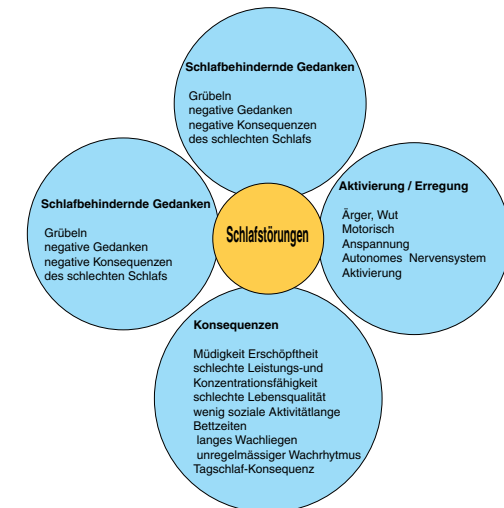 Schlafbehindernde Gedanken
Grübeln
negative Gedanken
negative Konsequenzen
des schlechten Schlafs
Schlafbehindernde Gedanken
Grübeln
negative Gedanken
negative Konsequenzen
des schlechten Schlafs
Schlafstörungen
Aktivierung / Erregung
Ärger, Wut
Motorisch
Anspannung
Autonomes Nervensystem
Aktivierung
Konsequenzen
Müdigkeit Erschöpftheit
schlechte Leistungs-und
Konzentrationsfähigkeit
schlechte Lebensqualität
wenig soziale Aktivitätlange
Bettzeiten
langes Wachliegen
unregelmässiger Wachrhytmus
Tagschlaf-Konsequenz